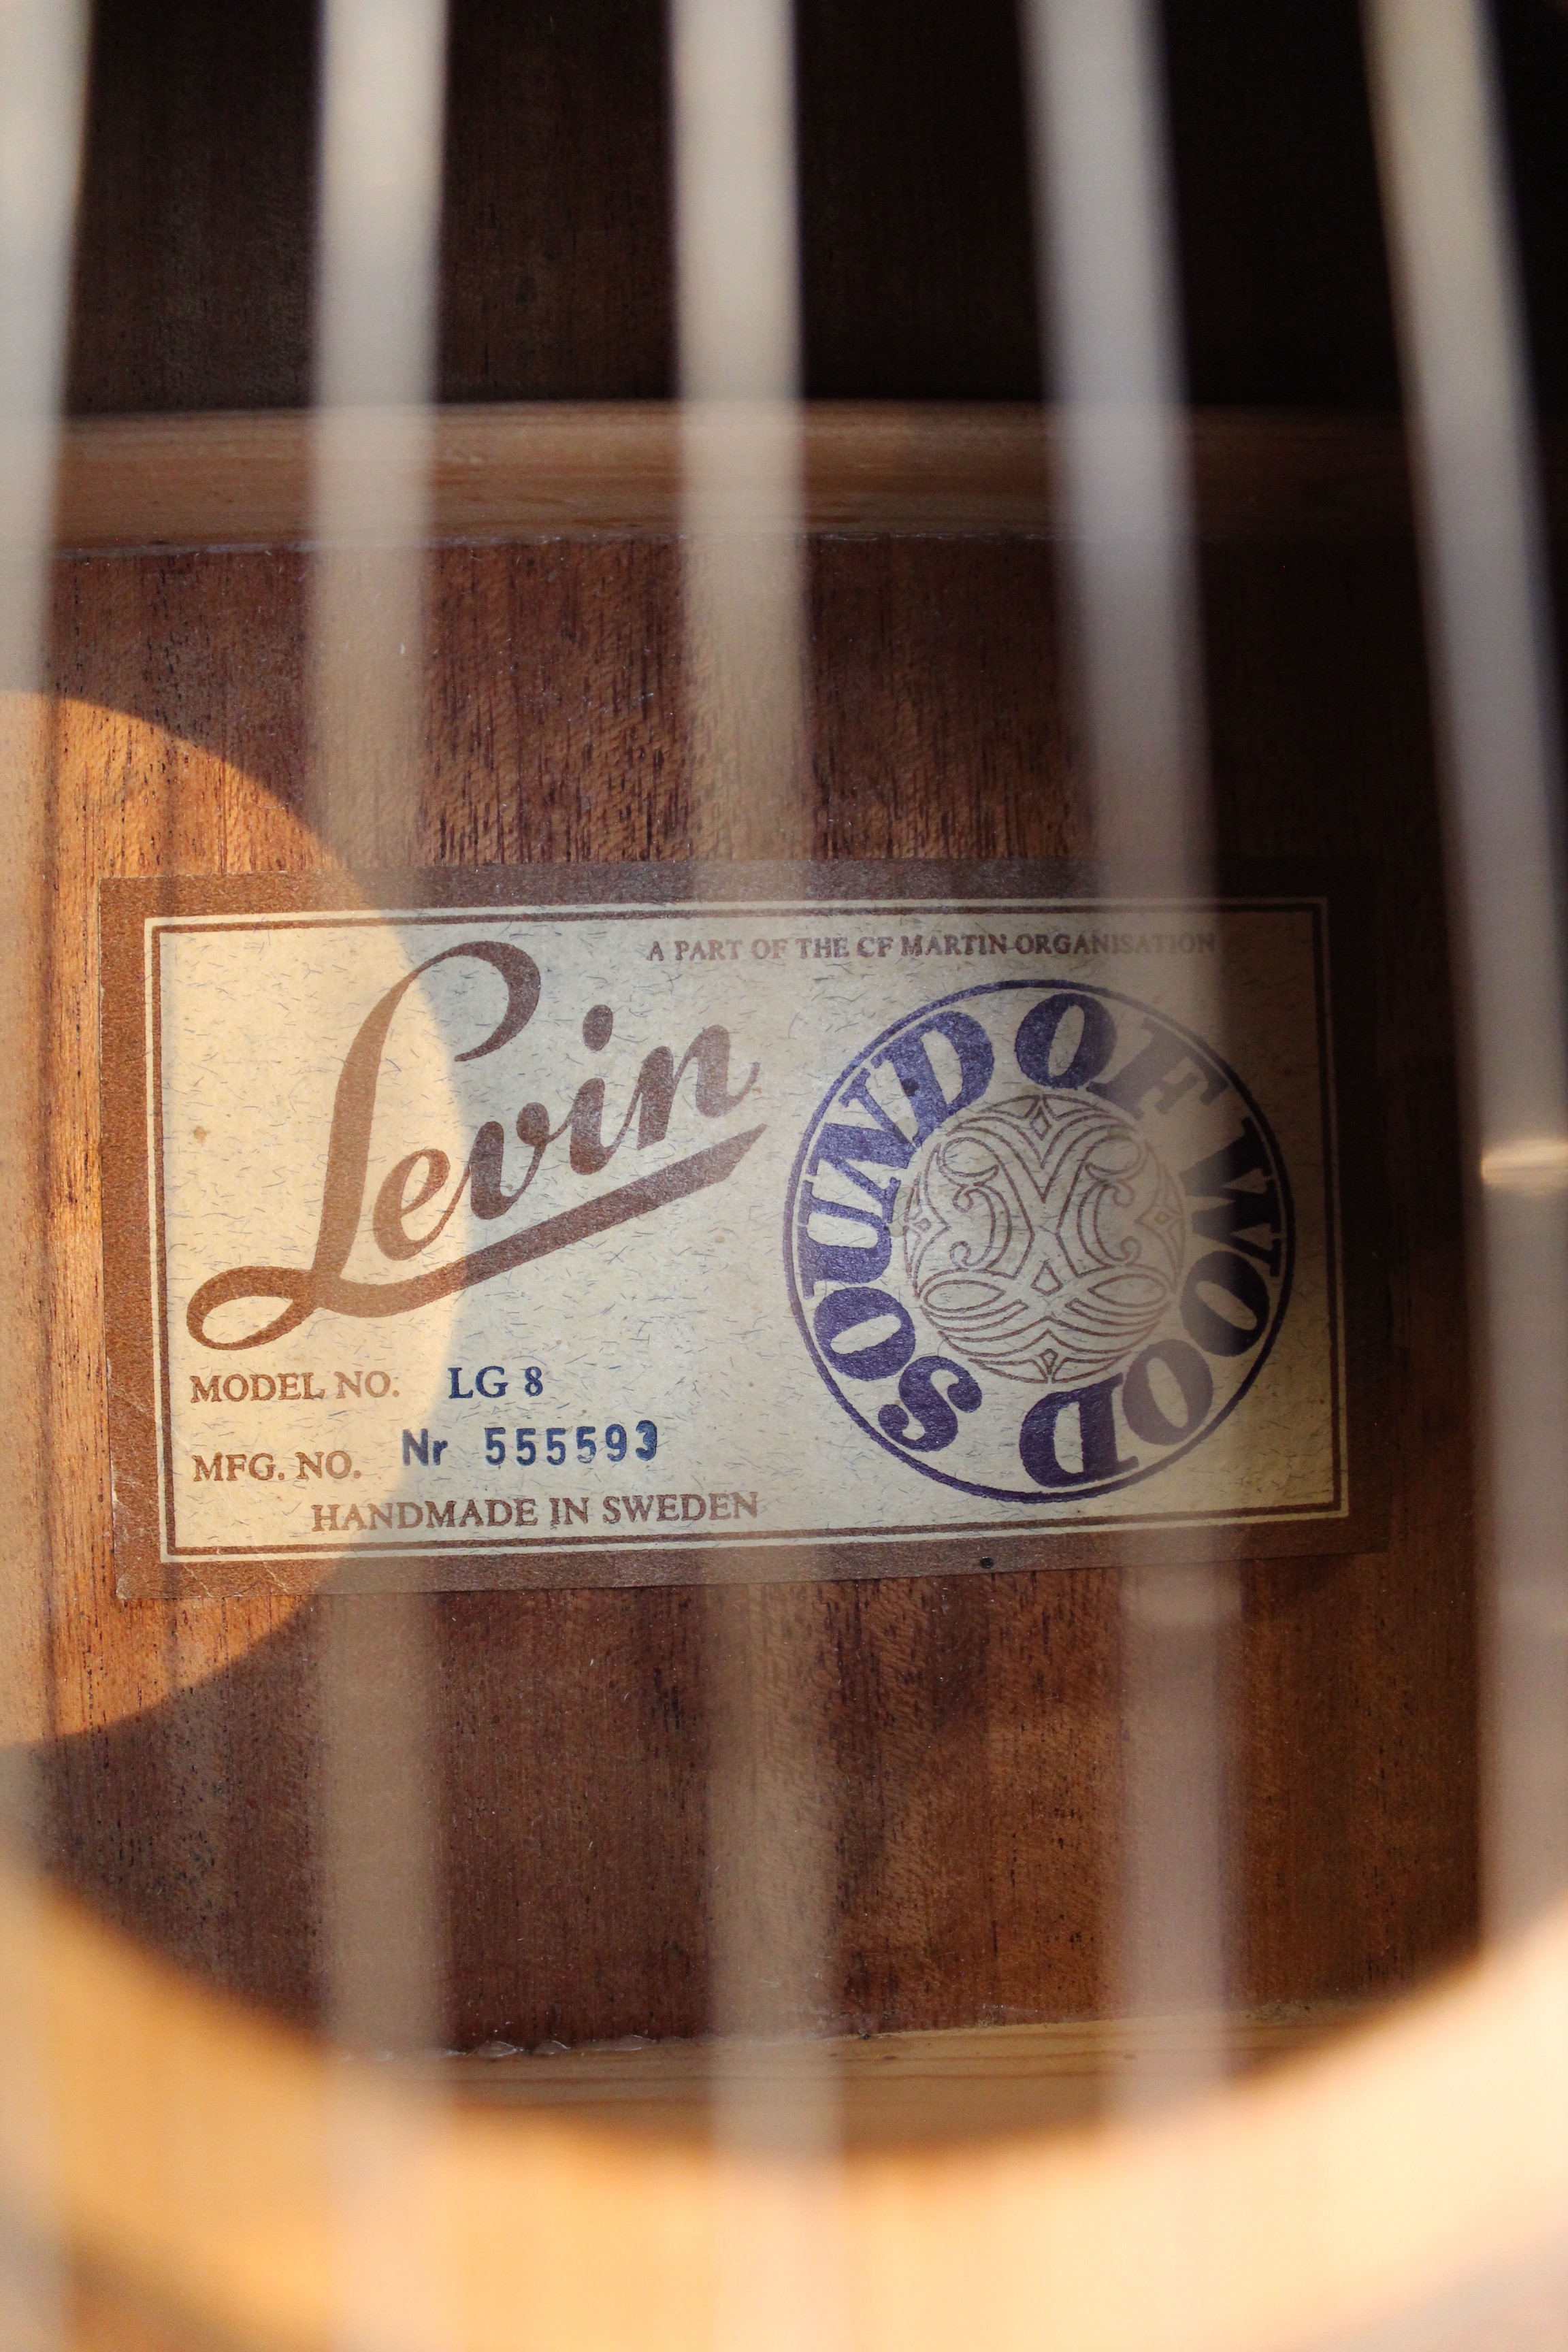 A PART OF THE CF MARTIN ORGANISATION
Levin
SOUND OF WOOD
MODEL NO. LG 8
MFG. NO. Nr 555593
HANDMADE IN SWEDEN